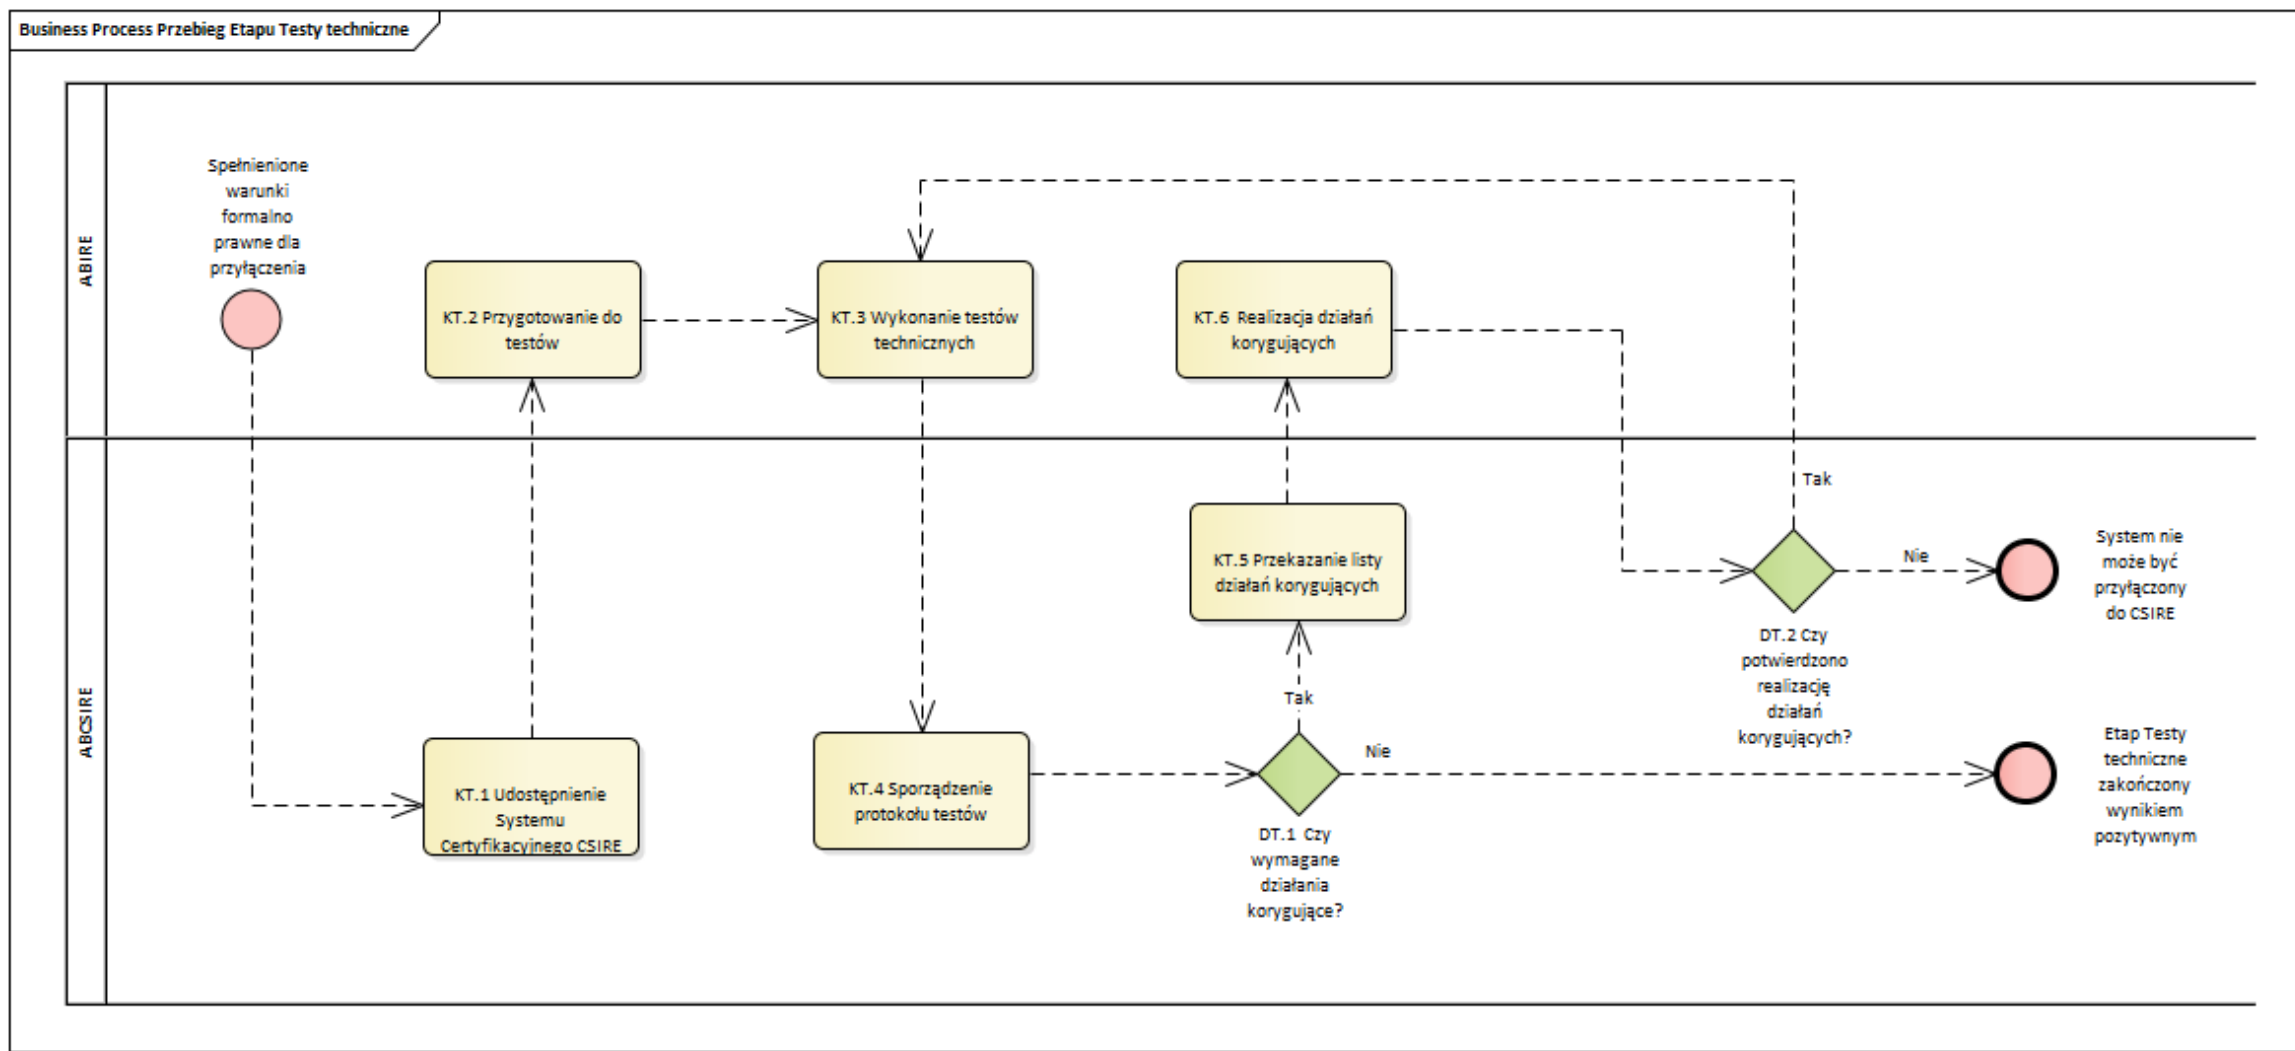 Business Process Przebieg Etapu Testy techniczne
ABIRE
Spełnienione
warunki
formalno
prawne dla
przyłączenia
KT.2 Przygotowanie do
testów
KT.3 Wykonanie testów
technicznych
KT.6 Realizacja działań
korygujących
ABCSIRE
KT.1 Udostępnienie
Systemu
Certyfikacyjnego CSIRE
KT.4 Sporządzenie
protokołu testów
KT.5 Przekazanie listy
działań korygujących
Tak
DT.1 Czy
wymagane
działania
korygujące?
Nie
Tak
DT.2 Czy
potwierdzono
realizację
działań
korygujących?
Nie
System nie
może być
przyłączony
do CSIRE
Etap Testy
techniczne
zakończony
wynikiem
pozytywnym